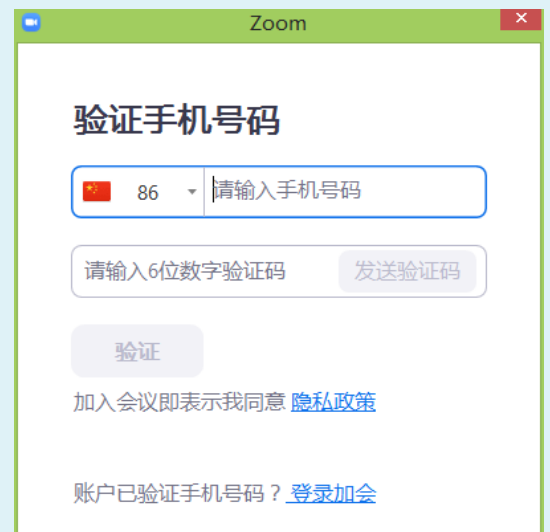 Zoom
验证手机号码
86 请输入手机号码
请输入6位数字验证码 发送验证码
验证
加入会议即表示我同意 隐私政策
账户已验证手机号码？ 登录加会